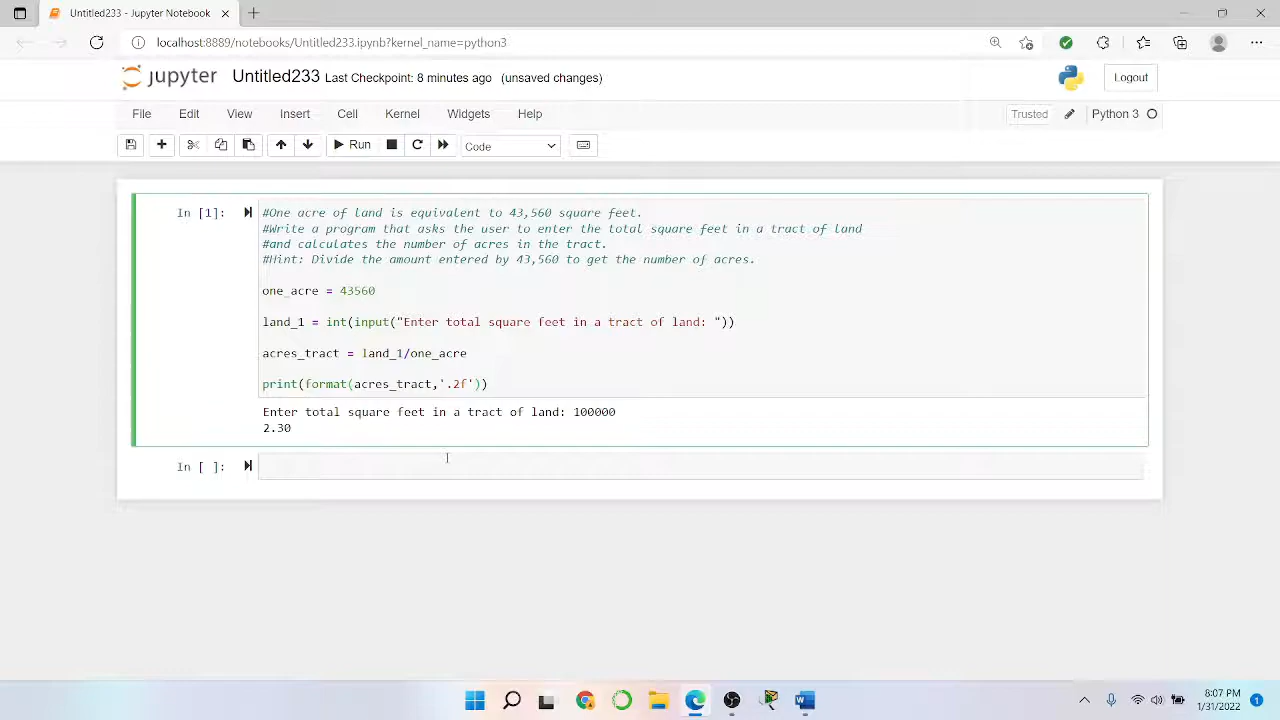 Untitled233 - Jupyter Notebook
localhost:8889/notebooks/Untitled233.ipynb?kernel_name=python3
jupyter Untitled233 Last Checkpoint: 8 minutes ago (unsaved changes)
Logout
File Edit View Insert Cell Kernel Widgets Help
Trusted Python 3
Run Code
In [1]:
#One acre of land is equivalent to 43,560 square feet.
#Write a program that asks the user to enter the total square feet in a tract of land
#and calculates the number of acres in the tract.
#Hint: Divide the amount entered by 43,560 to get the number of acres.
one_acre = 43560
land_1 = int(input("Enter total square feet in a tract of land: "))
acres_tract = land_1/one_acre
print(format(acres_tract,'.2f'))
Enter total square feet in a tract of land: 100000
2.30
In [ ]:
8:07 PM
1/31/2022
1